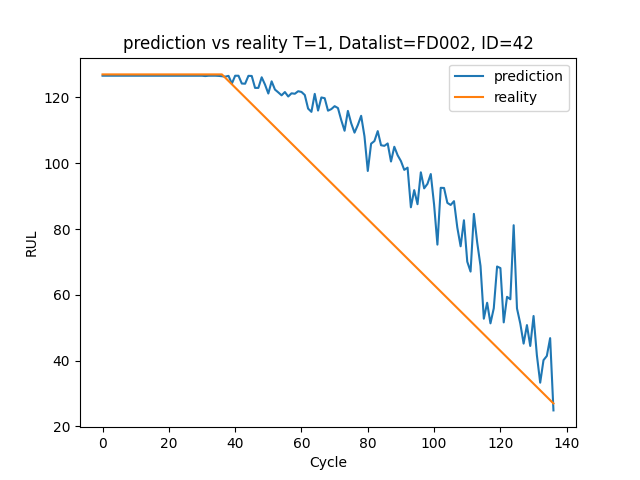 prediction vs reality T=1, Datalist=FD002, ID=42
prediction
reality
RUL
120
100
80
60
40
20
0 20 40 60 80 100 120 140
Cycle